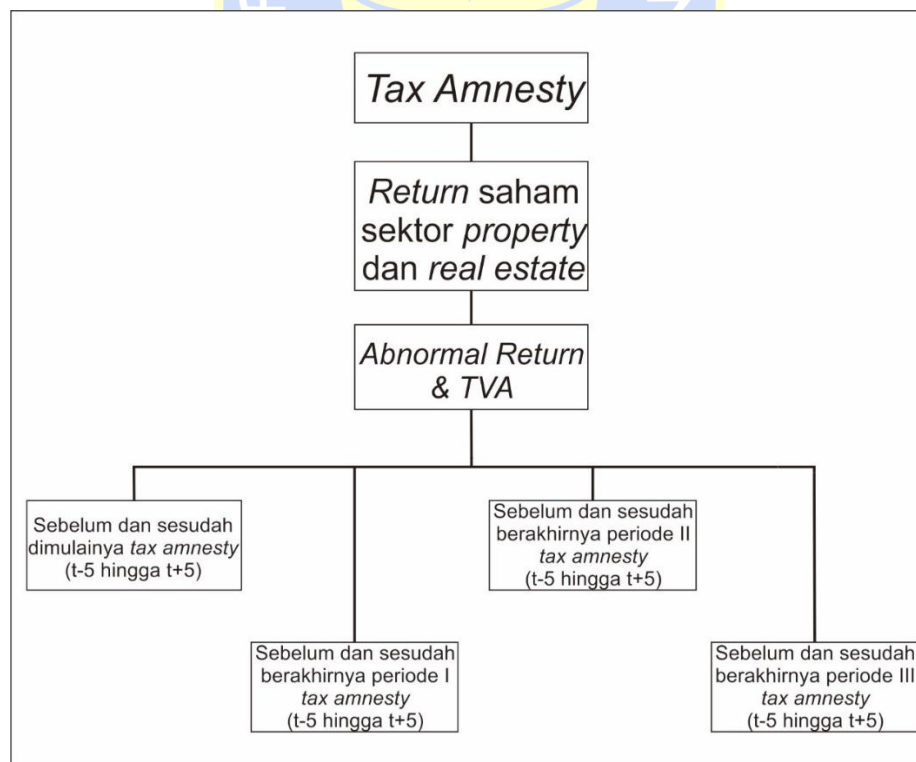 Tax Amnesty
Return saham
sektor property
dan real estate
Abnormal Return
& TVA
Sebelum dan sesudah
dimulainya tax amnesty
(t-5 hingga t+5)
Sebelum dan sesudah
berakhirnya periode II
tax amnesty
(t-5 hingga t+5)
Sebelum dan sesudah
berakhirnya periode I
tax amnesty
(t-5 hingga t+5)
Sebelum dan sesudah
berakhirnya periode III
tax amnesty
(t-5 hingga t+5)